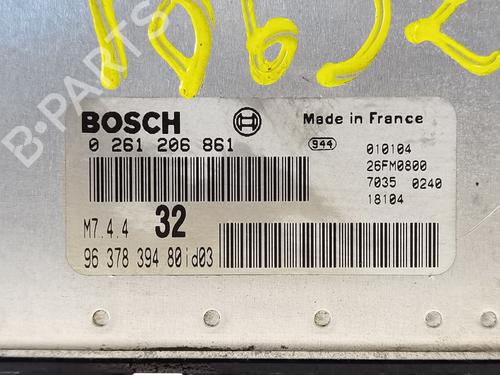 BOSCH
Made in France
0 261 206 861
944
010104
26FM0800
7035 0240
18104
M7.4.4
32
96 378 394 80id03
B-PARTS